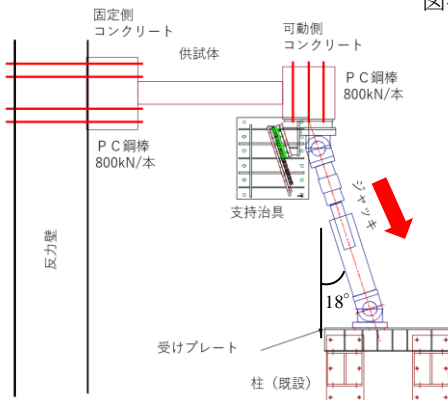 図
固定側
コンクリート
供試体
可動側
コンクリート
ＰＣ鋼棒
800kN/本
ＰＣ鋼棒
800kN/本
支持治具
ジャッキ
反力壁
18°
受けプレート
柱（既設）